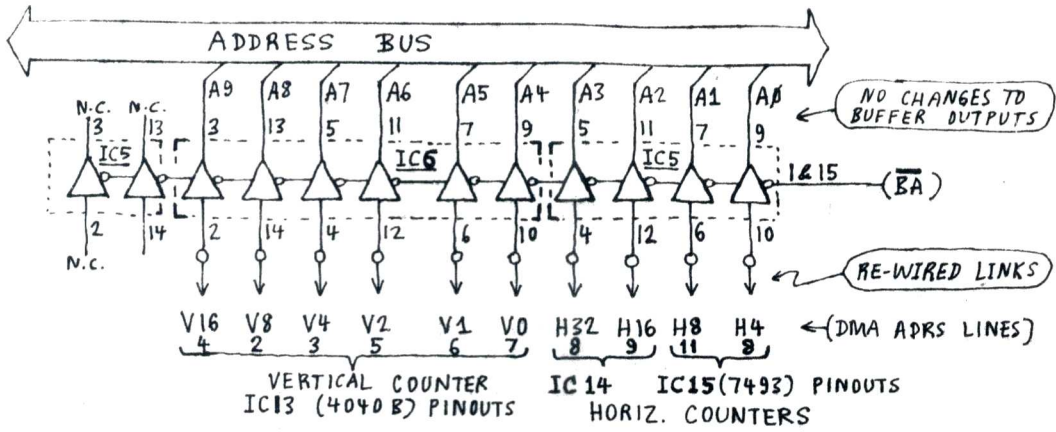 ADDRESS BUS
A9 A8 A7 A6 A5 A4 A3 A2 A1 AØ
NO CHANGES TO
BUFFER OUTPUTS
N.C. N.C.
3 13 3 13 5 11 7 9 5 11 7 9
IC5 IC6 IC5
1&15 (B̅A̅)
2 14 2 14 4 12 6 10 4 12 6 10
N.C.
RE-WIRED LINKS
V16 V8 V4 V2 V1 V0 H32 H16 H8 H4 (DMA ADRS LINES)
4 2 3 5 6 7 8 9 11 8
VERTICAL COUNTER IC14 IC15(7493) PINOUTS
IC13 (4040B) PINOUTS HORIZ. COUNTERS